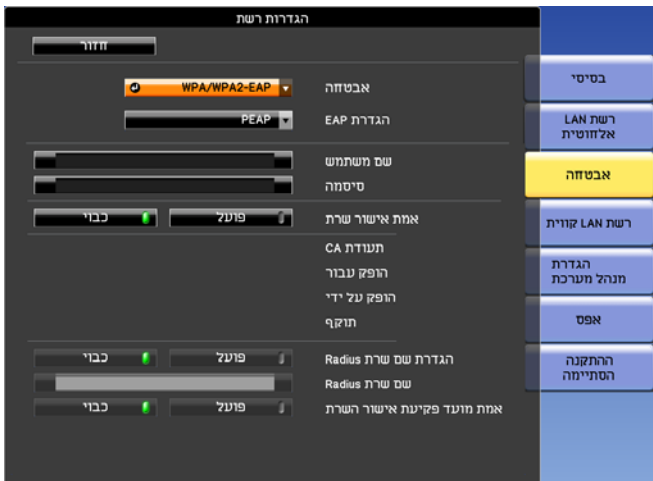 הגדרות רשת
חזור
אבטחה WPA/WPA2-EAP
הגדרת EAP PEAP
שם משתמש
סיסמה
אמת אישור שרת פועל כבוי
תעודת CA
הופק עבור
הופק על ידי
תוקף
הגדרת שם שרת Radius פועל כבוי
שם שרת Radius
אמת מועד פקיעת אישור השרת פועל כבוי
בסיסי
רשת LAN
אלחוטית
אבטחה
רשת LAN קווית
הגדרת
מנהל מערכת
אפס
ההתקנה
הסתיימה